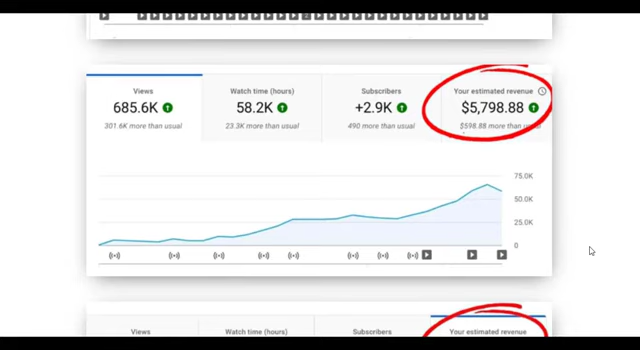 Views Watch time (hours) Subscribers Your estimated revenue
685.6K 58.2K +2.9K $5,798.88
301.6K more than usual 23.3K more than usual 490 more than usual $598.88 more than usual
75.0K
50.0K
25.0K
0
Views Watch time (hours) Subscribers Your estimated revenue